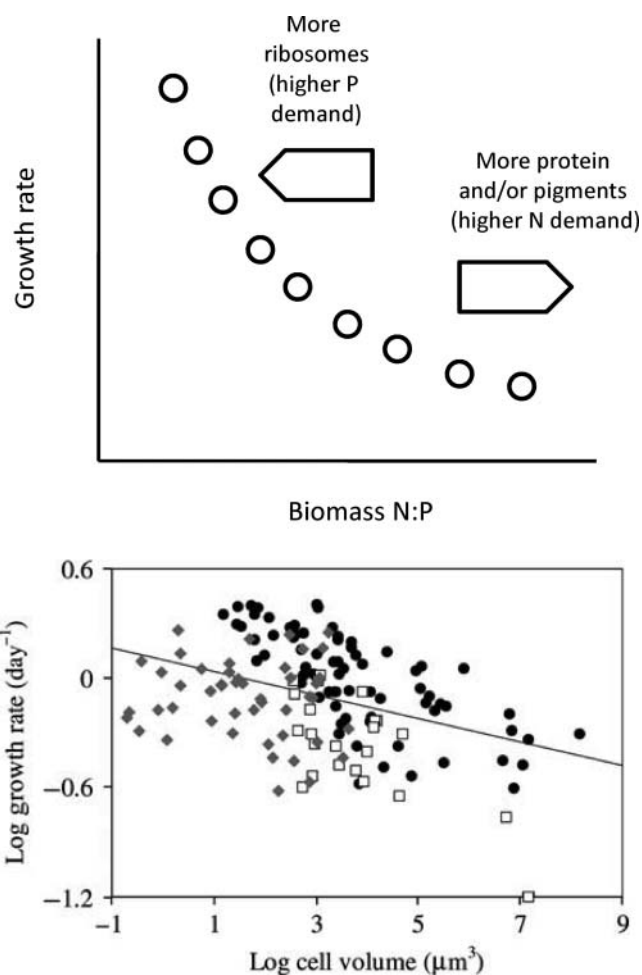 More
ribosomes
(higher P
demand)
More protein
and/or pigments
(higher N demand)
Growth rate
Biomass N:P
0.6
0
−0.6
−1.2
Log growth rate (day⁻¹)
−1
1
3
5
7
9
Log cell volume (μm³)